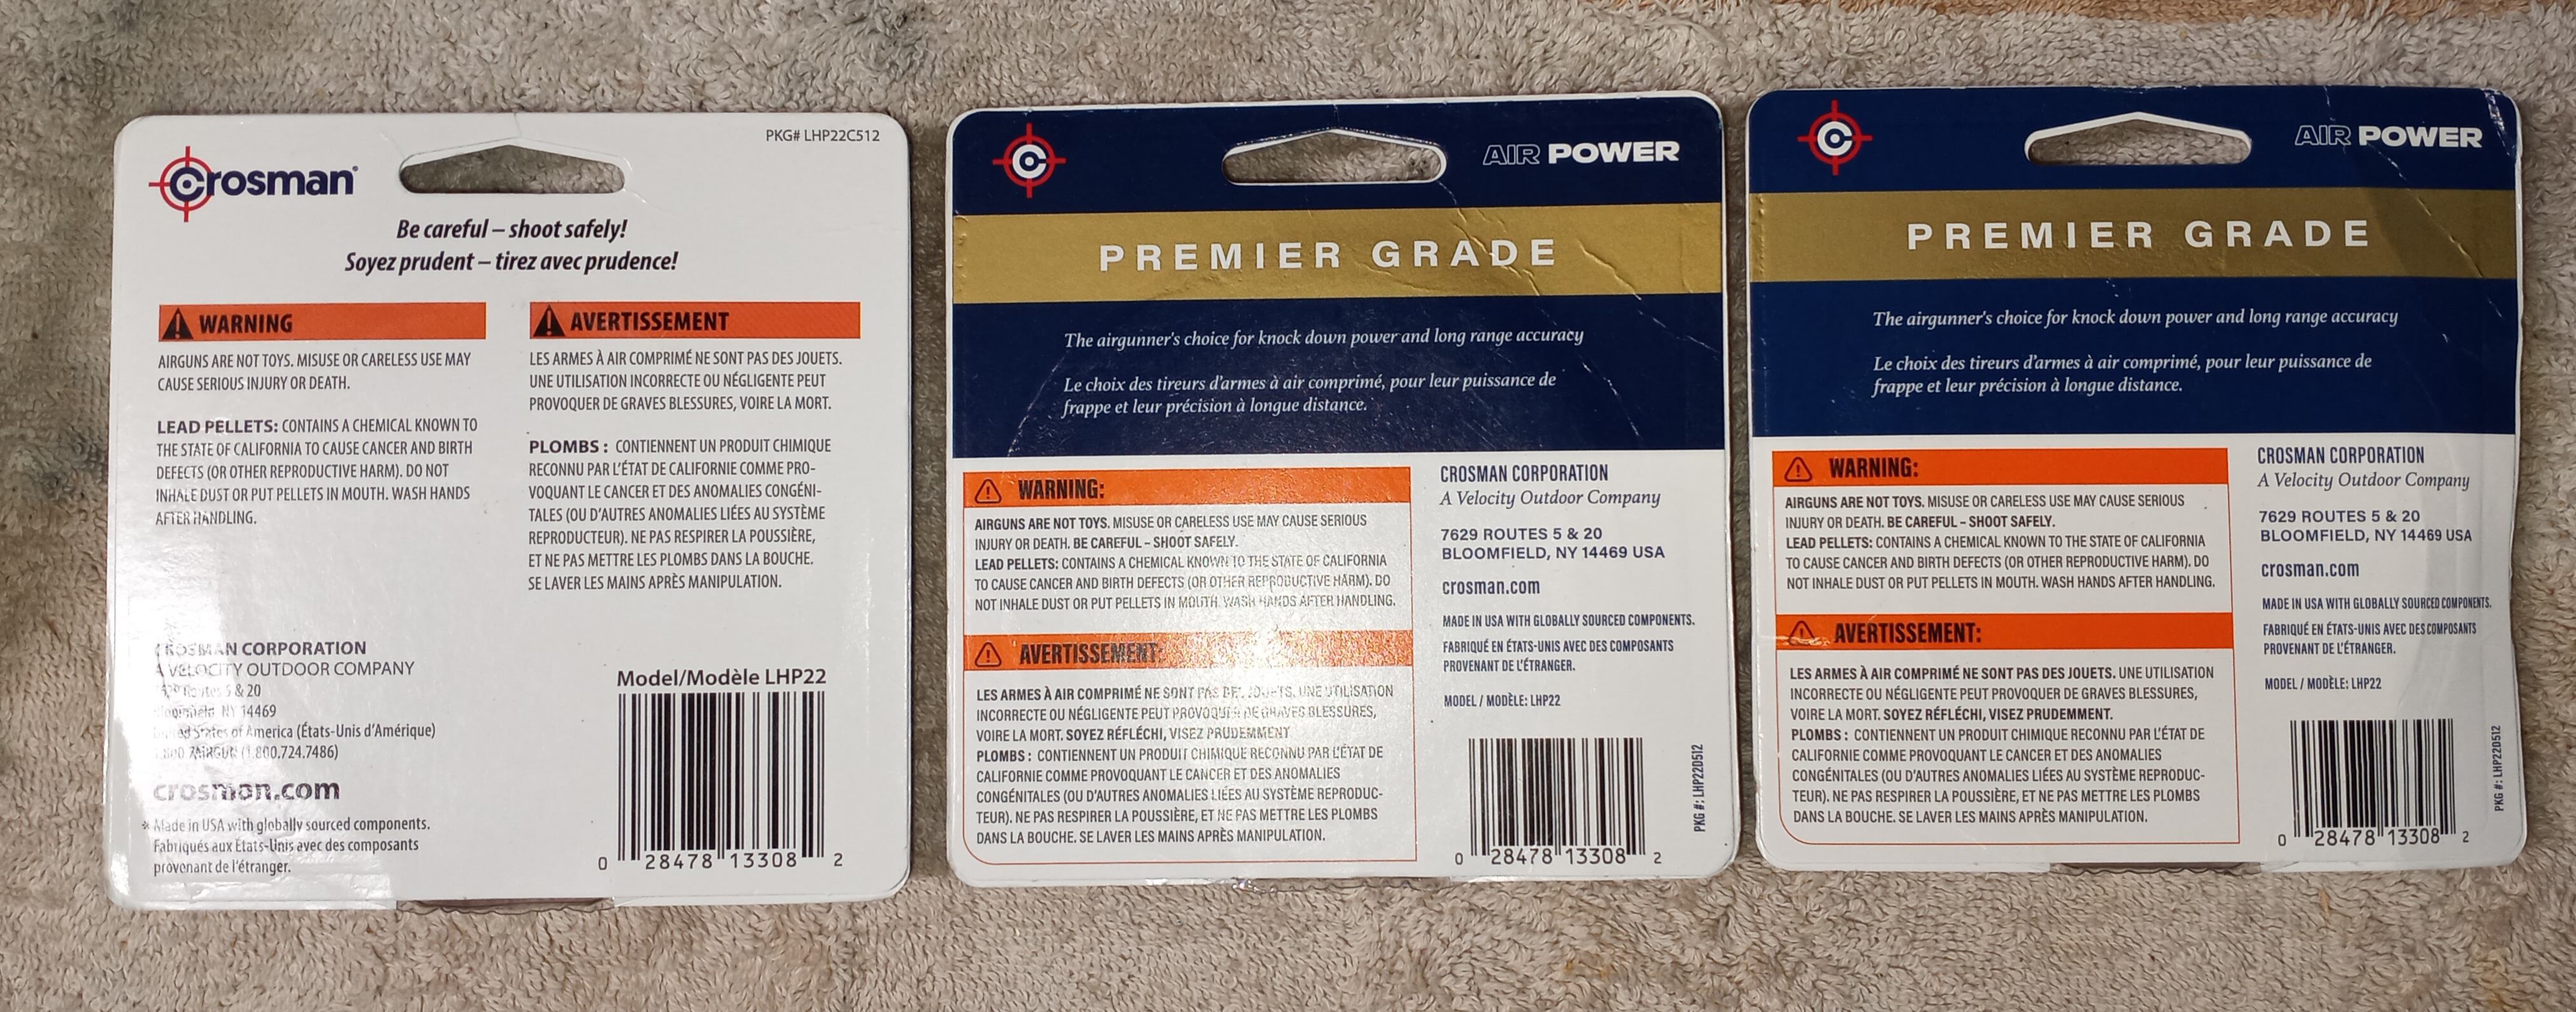 PKG# LHP22C512
Crosman®
Be careful – shoot safely!
Soyez prudent – tirez avec prudence!
WARNING
AIRGUNS ARE NOT TOYS. MISUSE OR CARELESS USE MAY
CAUSE SERIOUS INJURY OR DEATH.
LEAD PELLETS: CONTAINS A CHEMICAL KNOWN TO
THE STATE OF CALIFORNIA TO CAUSE CANCER AND BIRTH
DEFECTS (OR OTHER REPRODUCTIVE HARM). DO NOT
INHALE DUST OR PUT PELLETS IN MOUTH. WASH HANDS
AFTER HANDLING.
AVERTISSEMENT
LES ARMES À AIR COMPRIMÉ NE SONT PAS DES JOUETS.
UNE UTILISATION INCORRECTE OU NÉGLIGENTE PEUT
PROVOQUER DE GRAVES BLESSURES, VOIRE LA MORT.
PLOMBS : CONTIENNENT UN PRODUIT CHIMIQUE
RECONNU PAR L'ÉTAT DE CALIFORNIE COMME PRO-
VOQUANT LE CANCER ET DES ANOMALIES CONGÉNI-
TALES (OU D'AUTRES ANOMALIES LIÉES AU SYSTÈME
REPRODUCTEUR). NE PAS RESPIRER LA POUSSIÈRE,
ET NE PAS METTRE LES PLOMBS DANS LA BOUCHE.
SE LAVER LES MAINS APRÈS MANIPULATION.
CROSMAN CORPORATION
A VELOCITY OUTDOOR COMPANY
7629 Routes 5 & 20
Bloomfield, NY 14469
United States of America (États-Unis d'Amérique)
1.800.7AIRGUN (1.800.724.7486)
crosman.com
* Made in USA with globally sourced components.
Fabriqués aux États-Unis avec des composants
provenant de l'étranger.
Model/Modèle LHP22
0 28478 13308 2
C
AIR POWER
PREMIER GRADE
The airgunner's choice for knock down power and long range accuracy
Le choix des tireurs d'armes à air comprimé, pour leur puissance de
frappe et leur précision à longue distance.
WARNING:
AIRGUNS ARE NOT TOYS. MISUSE OR CARELESS USE MAY CAUSE SERIOUS
INJURY OR DEATH. BE CAREFUL – SHOOT SAFELY.
LEAD PELLETS: CONTAINS A CHEMICAL KNOWN TO THE STATE OF CALIFORNIA
TO CAUSE CANCER AND BIRTH DEFECTS (OR OTHER REPRODUCTIVE HARM). DO
NOT INHALE DUST OR PUT PELLETS IN MOUTH. WASH HANDS AFTER HANDLING.
AVERTISSEMENT:
LES ARMES À AIR COMPRIMÉ NE SONT PAS DES JOUETS. UNE UTILISATION
INCORRECTE OU NÉGLIGENTE PEUT PROVOQUER DE GRAVES BLESSURES,
VOIRE LA MORT. SOYEZ RÉFLÉCHI, VISEZ PRUDEMMENT.
PLOMBS : CONTIENNENT UN PRODUIT CHIMIQUE RECONNU PAR L'ÉTAT DE
CALIFORNIE COMME PROVOQUANT LE CANCER ET DES ANOMALIES
CONGÉNITALES (OU D'AUTRES ANOMALIES LIÉES AU SYSTÈME REPRODUC-
TEUR). NE PAS RESPIRER LA POUSSIÈRE, ET NE PAS METTRE LES PLOMBS
DANS LA BOUCHE. SE LAVER LES MAINS APRÈS MANIPULATION.
CROSMAN CORPORATION
A Velocity Outdoor Company
7629 ROUTES 5 & 20
BLOOMFIELD, NY 14469 USA
crosman.com
MADE IN USA WITH GLOBALLY SOURCED COMPONENTS.
FABRIQUÉ EN ÉTATS-UNIS AVEC DES COMPOSANTS
PROVENANT DE L'ÉTRANGER.
MODEL / MODÈLE: LHP22
0 28478 13308 2
PKG #: LHP22D512
C
AIR POWER
PREMIER GRADE
The airgunner's choice for knock down power and long range accuracy
Le choix des tireurs d'armes à air comprimé, pour leur puissance de
frappe et leur précision à longue distance.
WARNING:
AIRGUNS ARE NOT TOYS. MISUSE OR CARELESS USE MAY CAUSE SERIOUS
INJURY OR DEATH. BE CAREFUL – SHOOT SAFELY.
LEAD PELLETS: CONTAINS A CHEMICAL KNOWN TO THE STATE OF CALIFORNIA
TO CAUSE CANCER AND BIRTH DEFECTS (OR OTHER REPRODUCTIVE HARM). DO
NOT INHALE DUST OR PUT PELLETS IN MOUTH. WASH HANDS AFTER HANDLING.
AVERTISSEMENT:
LES ARMES À AIR COMPRIMÉ NE SONT PAS DES JOUETS. UNE UTILISATION
INCORRECTE OU NÉGLIGENTE PEUT PROVOQUER DE GRAVES BLESSURES,
VOIRE LA MORT. SOYEZ RÉFLÉCHI, VISEZ PRUDEMMENT.
PLOMBS : CONTIENNENT UN PRODUIT CHIMIQUE RECONNU PAR L'ÉTAT DE
CALIFORNIE COMME PROVOQUANT LE CANCER ET DES ANOMALIES
CONGÉNITALES (OU D'AUTRES ANOMALIES LIÉES AU SYSTÈME REPRODUC-
TEUR). NE PAS RESPIRER LA POUSSIÈRE, ET NE PAS METTRE LES PLOMBS
DANS LA BOUCHE. SE LAVER LES MAINS APRÈS MANIPULATION.
CROSMAN CORPORATION
A Velocity Outdoor Company
7629 ROUTES 5 & 20
BLOOMFIELD, NY 14469 USA
crosman.com
MADE IN USA WITH GLOBALLY SOURCED COMPONENTS.
FABRIQUÉ EN ÉTATS-UNIS AVEC DES COMPOSANTS
PROVENANT DE L'ÉTRANGER.
MODEL / MODÈLE: LHP22
0 28478 13308 2
PKG #: LHP22D512